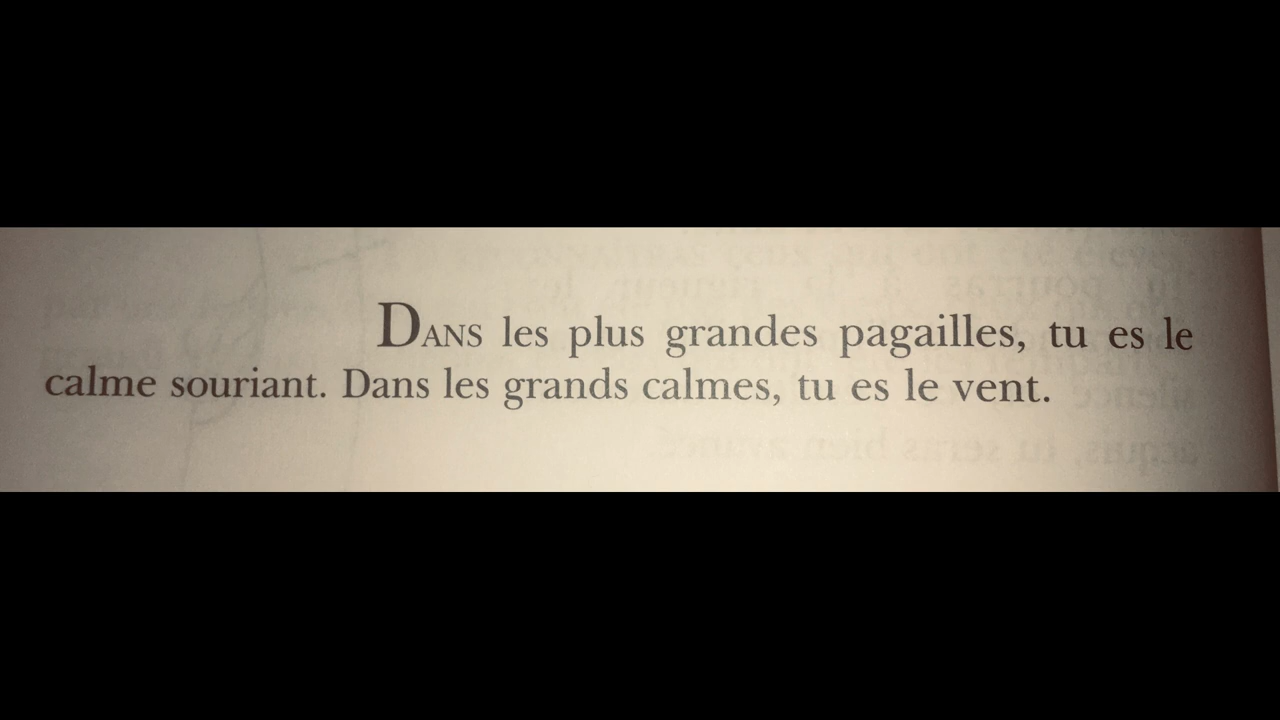 DANS les plus grandes pagailles, tu es le
calme souriant. Dans les grands calmes, tu es le vent.